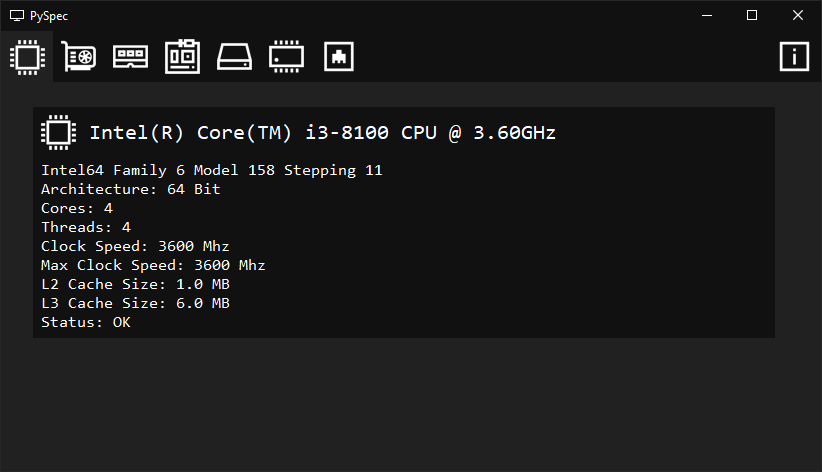 PySpec
Intel(R) Core(TM) i3-8100 CPU @ 3.60GHz
Intel64 Family 6 Model 158 Stepping 11
Architecture: 64 Bit
Cores: 4
Threads: 4
Clock Speed: 3600 Mhz
Max Clock Speed: 3600 Mhz
L2 Cache Size: 1.0 MB
L3 Cache Size: 6.0 MB
Status: OK